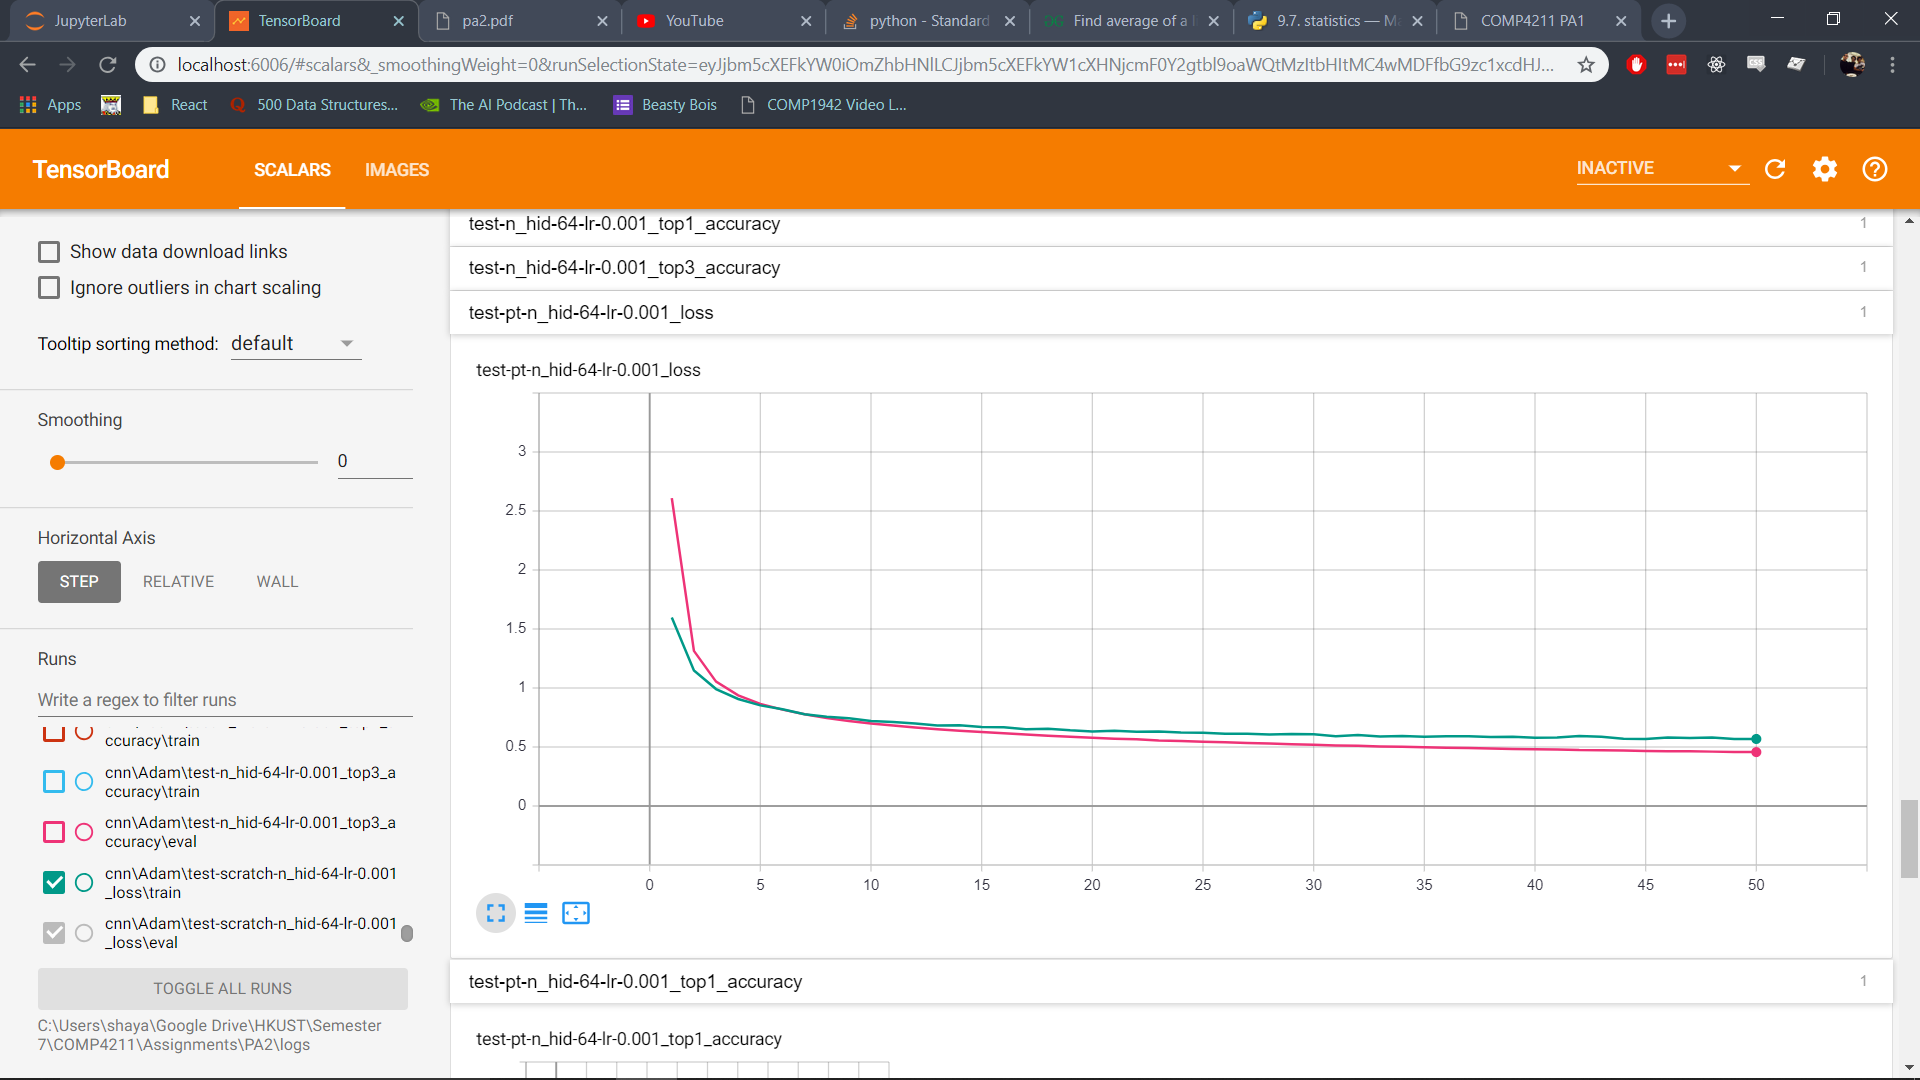 JupyterLab
TensorBoard
pa2.pdf
YouTube
python - Standard
Find average of a l
9.7. statistics — Ma
COMP4211 PA1
localhost:6006/#scalars&_smoothingWeight=0&runSelectionState=eyJjbm5cXEFkYW0iOmZhbHNlLCJjbm5cXEFkYW1cXHNjcmF0Y2gtbl9oaWQtMzItbHItMC4wMDFfbG9zc1xcdHJ...
Apps
React
500 Data Structures...
The AI Podcast | Th...
Beasty Bois
COMP1942 Video L...
TensorBoard
SCALARS
IMAGES
INACTIVE
Show data download links
Ignore outliers in chart scaling
Tooltip sorting method: default
Smoothing
0
Horizontal Axis
STEP
RELATIVE
WALL
Runs
Write a regex to filter runs
ccuracy\train
cnn\Adam\test-n_hid-64-lr-0.001_top3_a
ccuracy\train
cnn\Adam\test-n_hid-64-lr-0.001_top3_a
ccuracy\eval
cnn\Adam\test-scratch-n_hid-64-lr-0.001
_loss\train
cnn\Adam\test-scratch-n_hid-64-lr-0.001
_loss\eval
TOGGLE ALL RUNS
C:\Users\shaya\Google Drive\HKUST\Semester
7\COMP4211\Assignments\PA2\logs
test-n_hid-64-lr-0.001_top1_accuracy 1
test-n_hid-64-lr-0.001_top3_accuracy 1
test-pt-n_hid-64-lr-0.001_loss 1
test-pt-n_hid-64-lr-0.001_loss
3
2.5
2
1.5
1
0.5
0
0 5 10 15 20 25 30 35 40 45 50
test-pt-n_hid-64-lr-0.001_top1_accuracy 1
test-pt-n_hid-64-lr-0.001_top1_accuracy